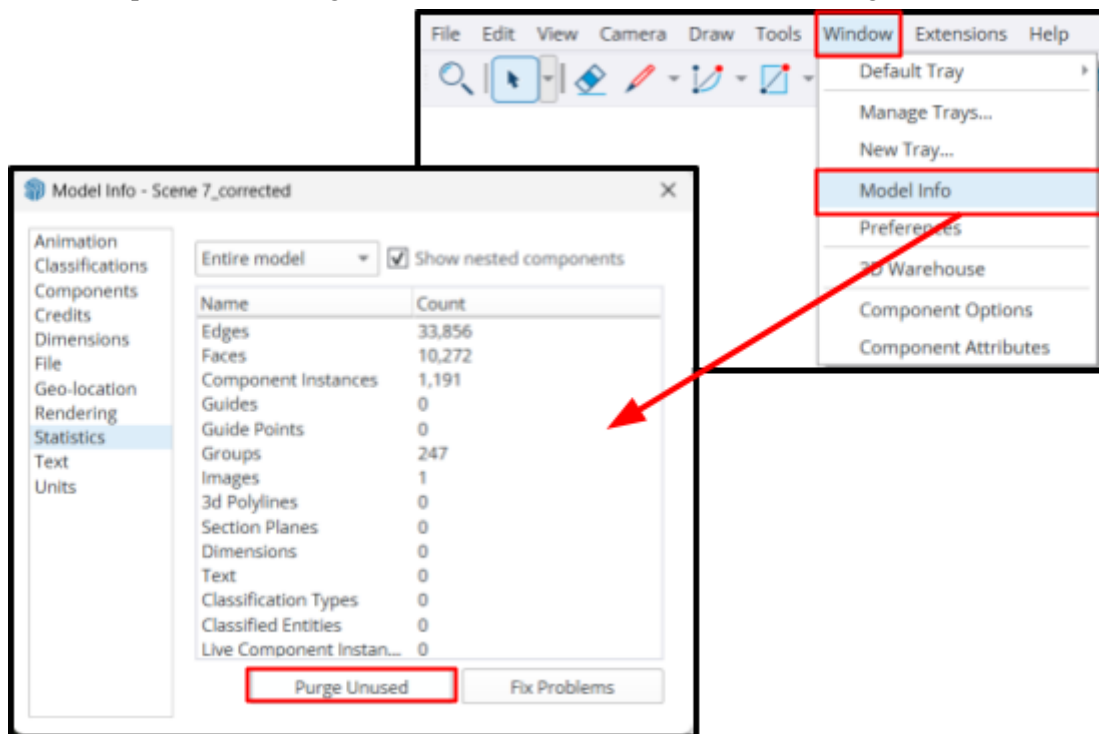 File Edit View Camera Draw Tools Window Extensions Help
Default Tray
Manage Trays...
New Tray...
Model Info
Preferences
3D Warehouse
Component Options
Component Attributes
Model Info - Scene 7_corrected
Animation
Classifications
Components
Credits
Dimensions
File
Geo-location
Rendering
Statistics
Text
Units
Entire model Show nested components
Name Count
Edges 33,856
Faces 10,272
Component Instances 1,191
Guides 0
Guide Points 0
Groups 247
Images 1
3d Polylines 0
Section Planes 0
Dimensions 0
Text 0
Classification Types 0
Classified Entities 0
Live Component Instan... 0
Purge Unused Fix Problems